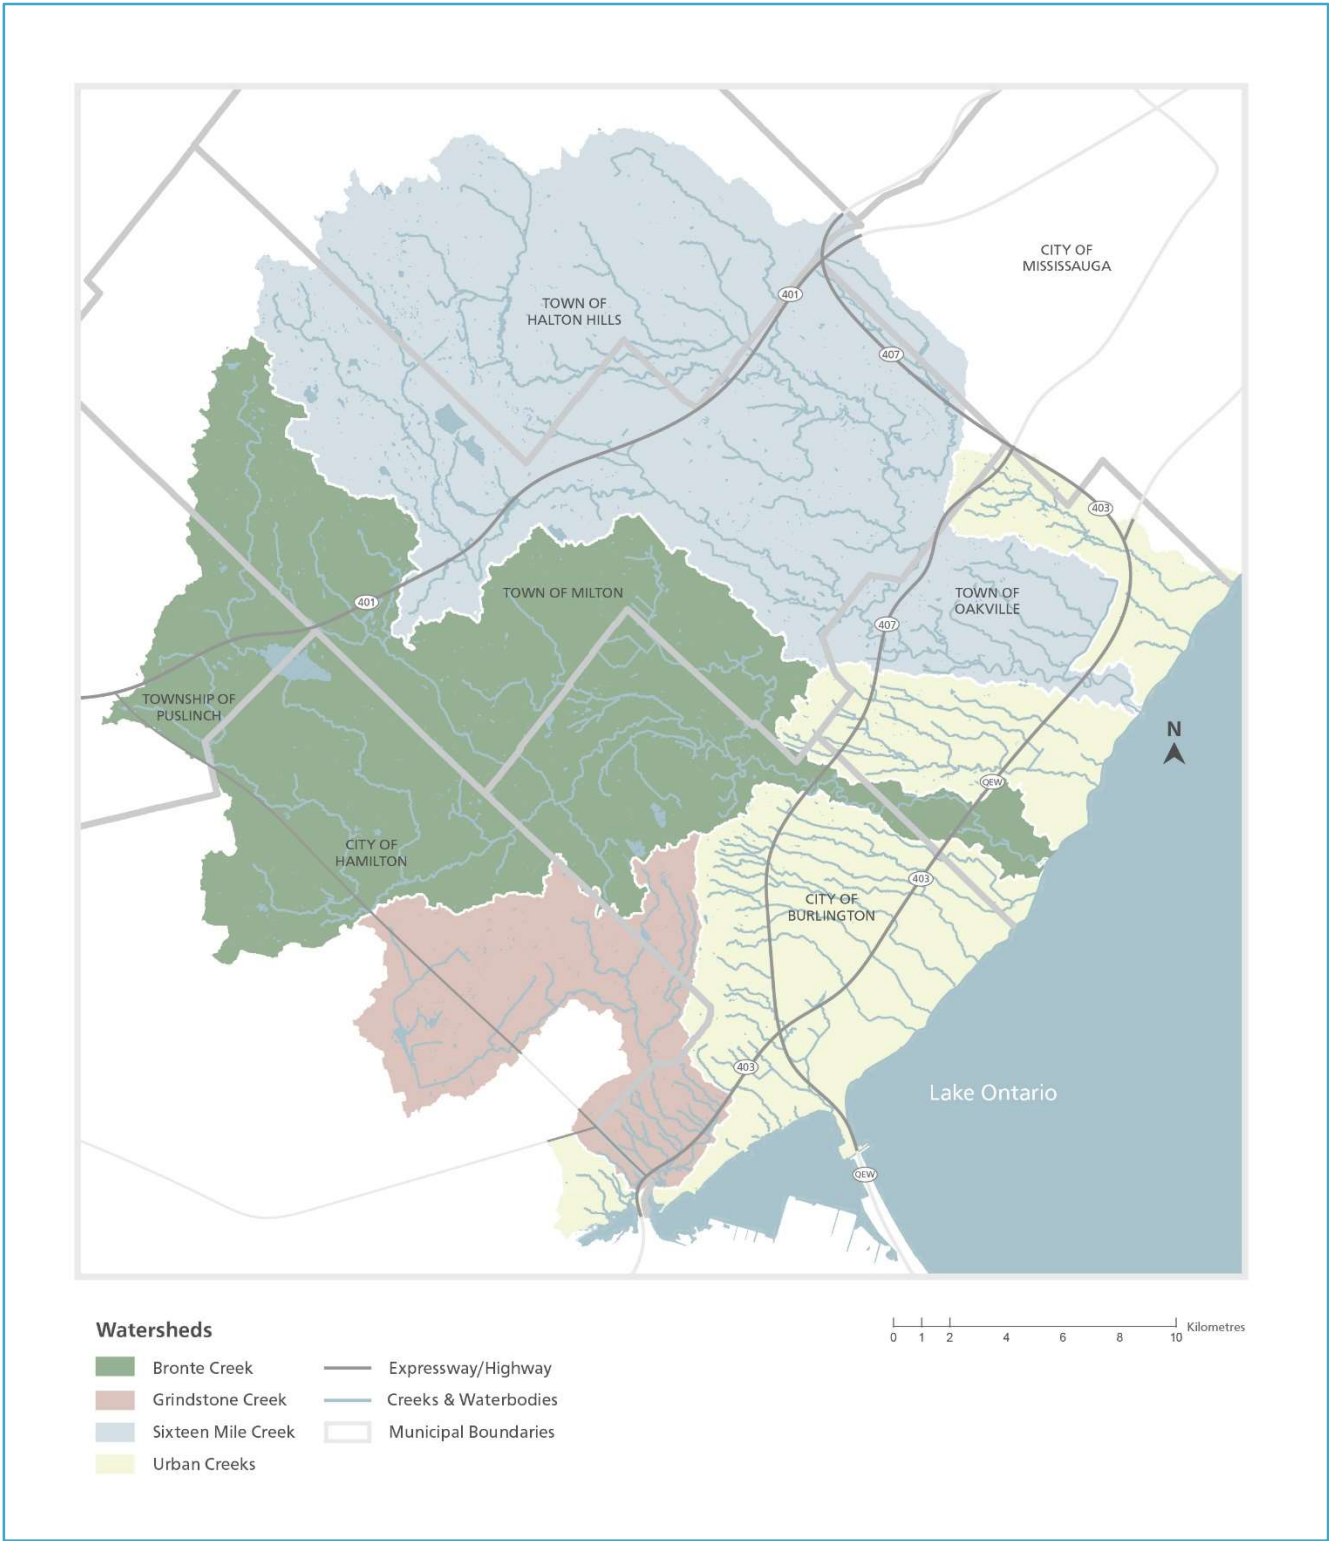 CITY OF
MISSISSAUGA
401
TOWN OF
HALTON HILLS
407
403
TOWN OF MILTON
TOWN OF
OAKVILLE
401
407
TOWNSHIP OF
PUSLINCH
N
QEW
CITY OF
HAMILTON
403
CITY OF
BURLINGTON
403
Lake Ontario
QEW
Watersheds
Bronte Creek
Grindstone Creek
Sixteen Mile Creek
Urban Creeks
Expressway/Highway
Creeks & Waterbodies
Municipal Boundaries
Kilometres
0 1 2 4 6 8 10